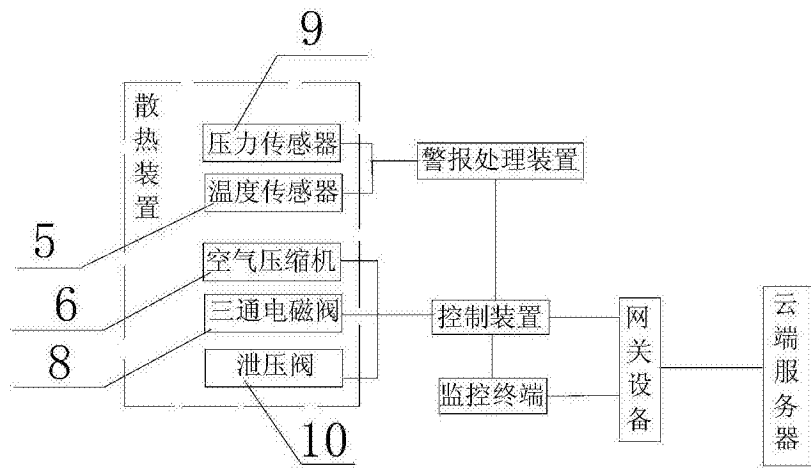 9
散热装置
压力传感器
警报处理装置
温度传感器
5
空气压缩机
6
三通电磁阀
控制装置
网关设备
云端服务器
8
泄压阀
监控终端
10